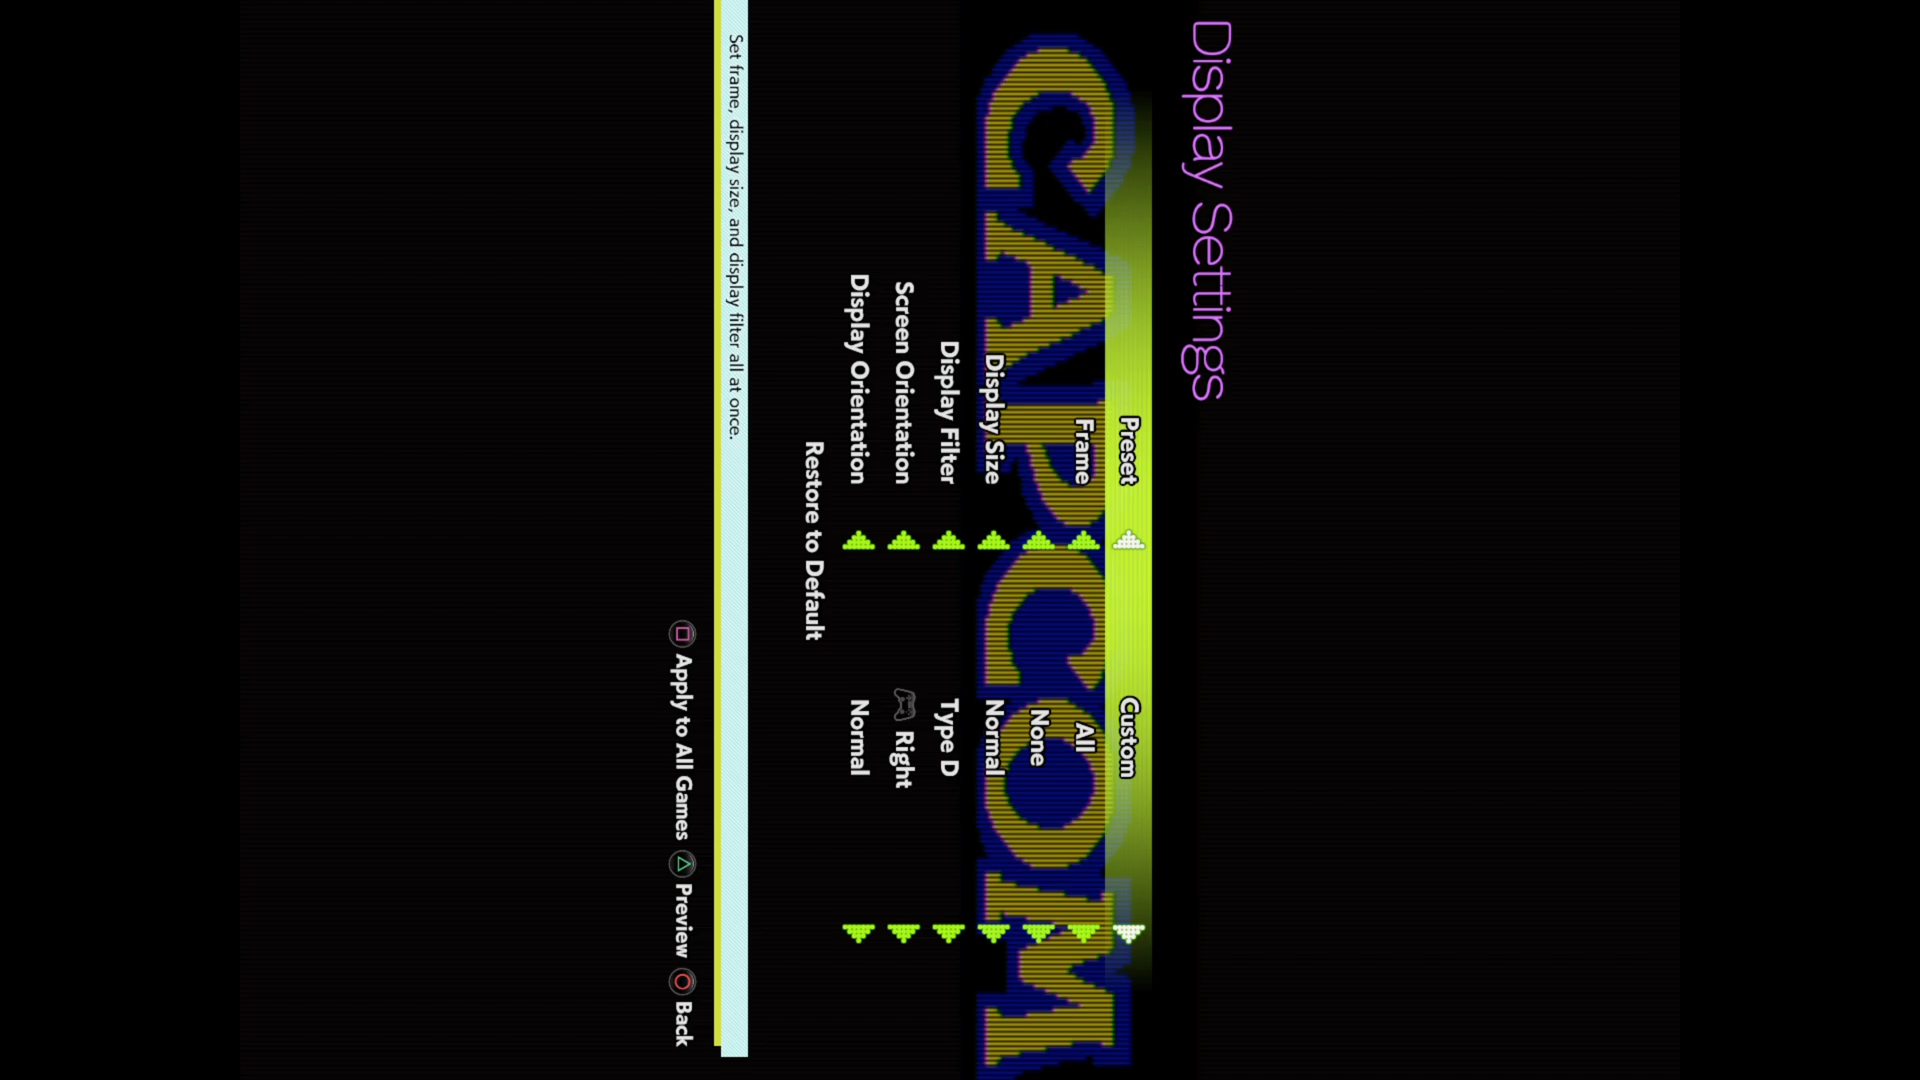 Display Settings
CAPCOM
Preset Custom
Frame All
None
Display Size Normal
Display Filter Type D
Screen Orientation Right
Display Orientation Normal
Restore to Default
Set frame, display size, and display filter all at once.
Apply to All Games Preview Back